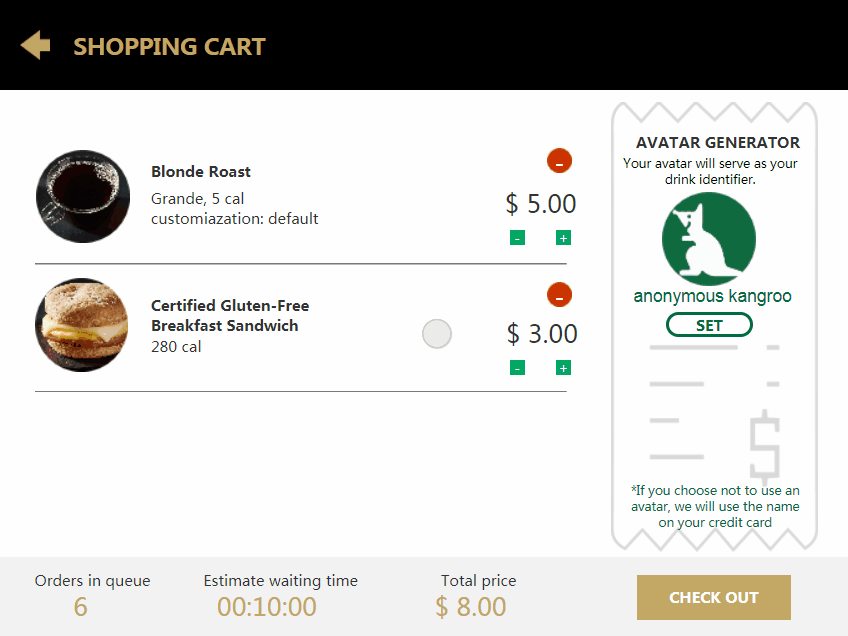 SHOPPING CART
Blonde Roast
Grande, 5 cal
customiazation: default
-
$ 5.00
- +
Certified Gluten-Free
Breakfast Sandwich
280 cal
-
$ 3.00
- +
AVATAR GENERATOR
Your avatar will serve as your
drink identifier.
anonymous kangroo
SET
$
*If you choose not to use an
avatar, we will use the name
on your credit card
Orders in queue
6
Estimate waiting time
00:10:00
Total price
$ 8.00
CHECK OUT